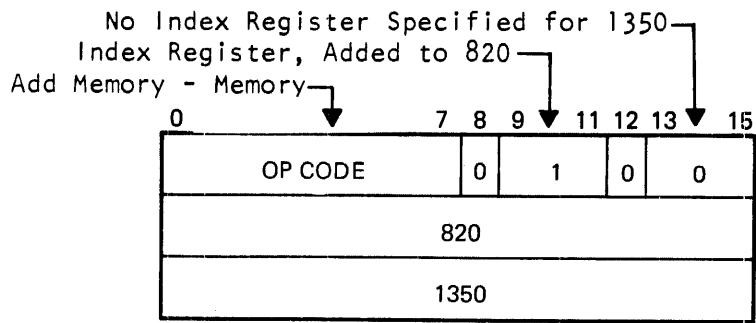 No Index Register Specified for 1350
Index Register, Added to 820
Add Memory - Memory
0 7 8 9 11 12 13 15
OP CODE 0 1 0 0
820
1350